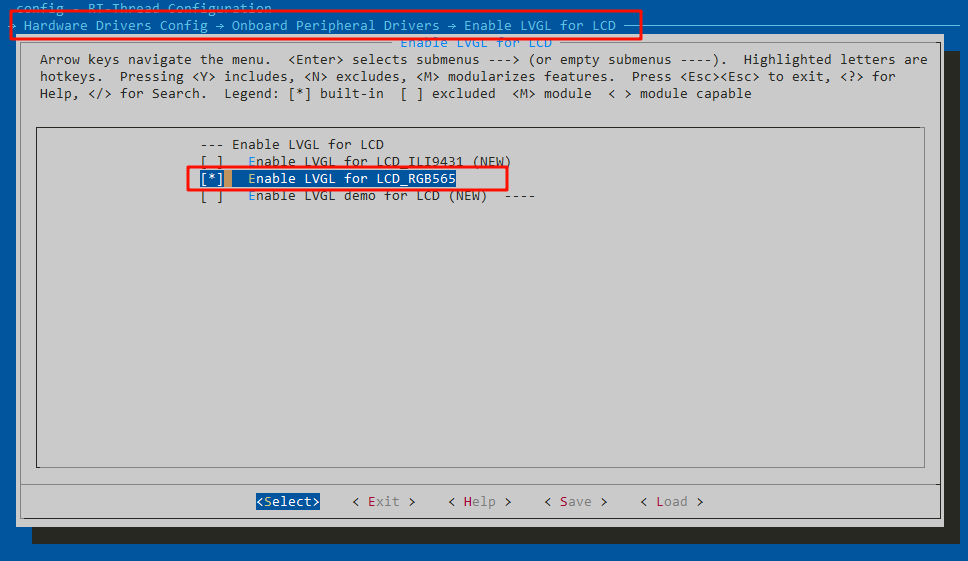 config - RT-Thread Configuration
→ Hardware Drivers Config → Onboard Peripheral Drivers → Enable LVGL for LCD
Enable LVGL for LCD
Arrow keys navigate the menu.  <Enter> selects submenus ---> (or empty submenus ----).  Highlighted letters are
hotkeys.  Pressing <Y> includes, <N> excludes, <M> modularizes features.  Press <Esc><Esc> to exit, <?> for
Help, </> for Search.  Legend: [*] built-in  [ ] excluded  <M> module  < > module capable
--- Enable LVGL for LCD
[ ]   Enable LVGL for LCD_ILI9431 (NEW)
[*]   Enable LVGL for LCD_RGB565
[ ]   Enable LVGL demo for LCD (NEW)  ----
<Select>    < Exit >    < Help >    < Save >    < Load >